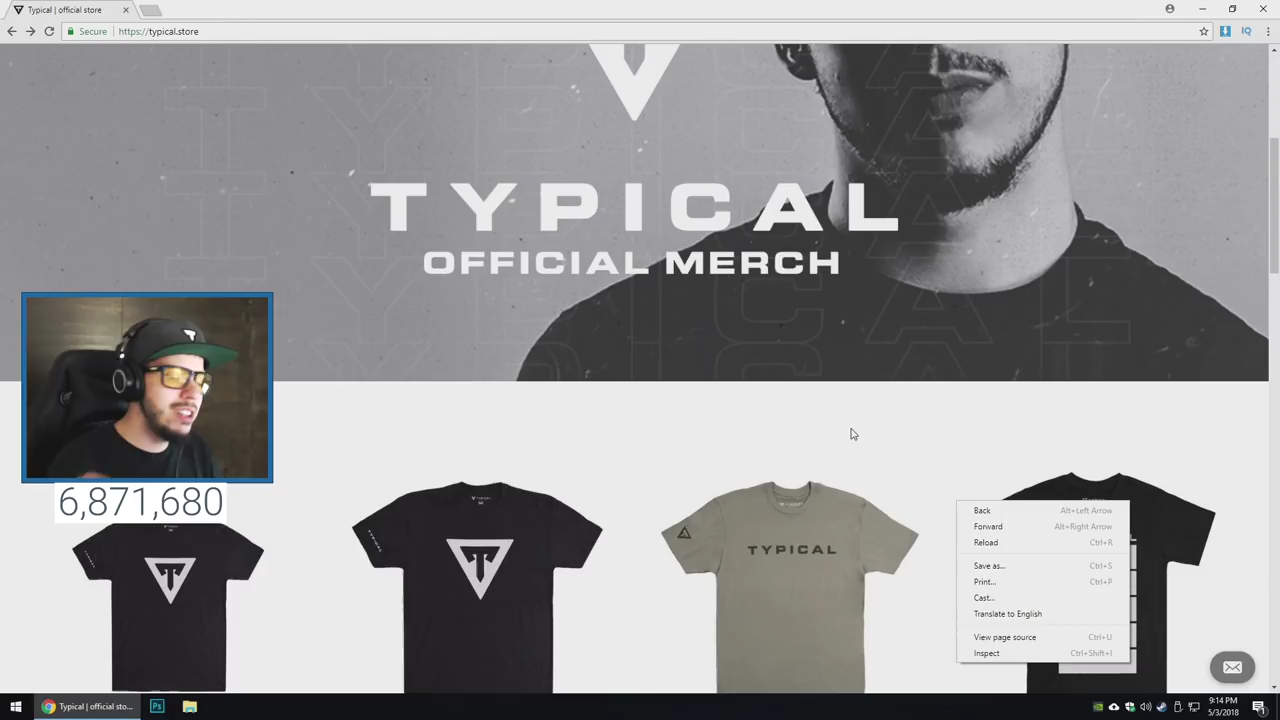 Typical | official store
Secure
https://typical.store
IQ
TYPICAL
OFFICIAL MERCH
6,871,680
TYPICAL
Back Alt+Left Arrow
Forward Alt+Right Arrow
Reload Ctrl+R
Save as... Ctrl+S
Print... Ctrl+P
Cast...
Translate to English
View page source Ctrl+U
Inspect Ctrl+Shift+I
Typical | official sto...
Ps
9:14 PM
5/3/2018